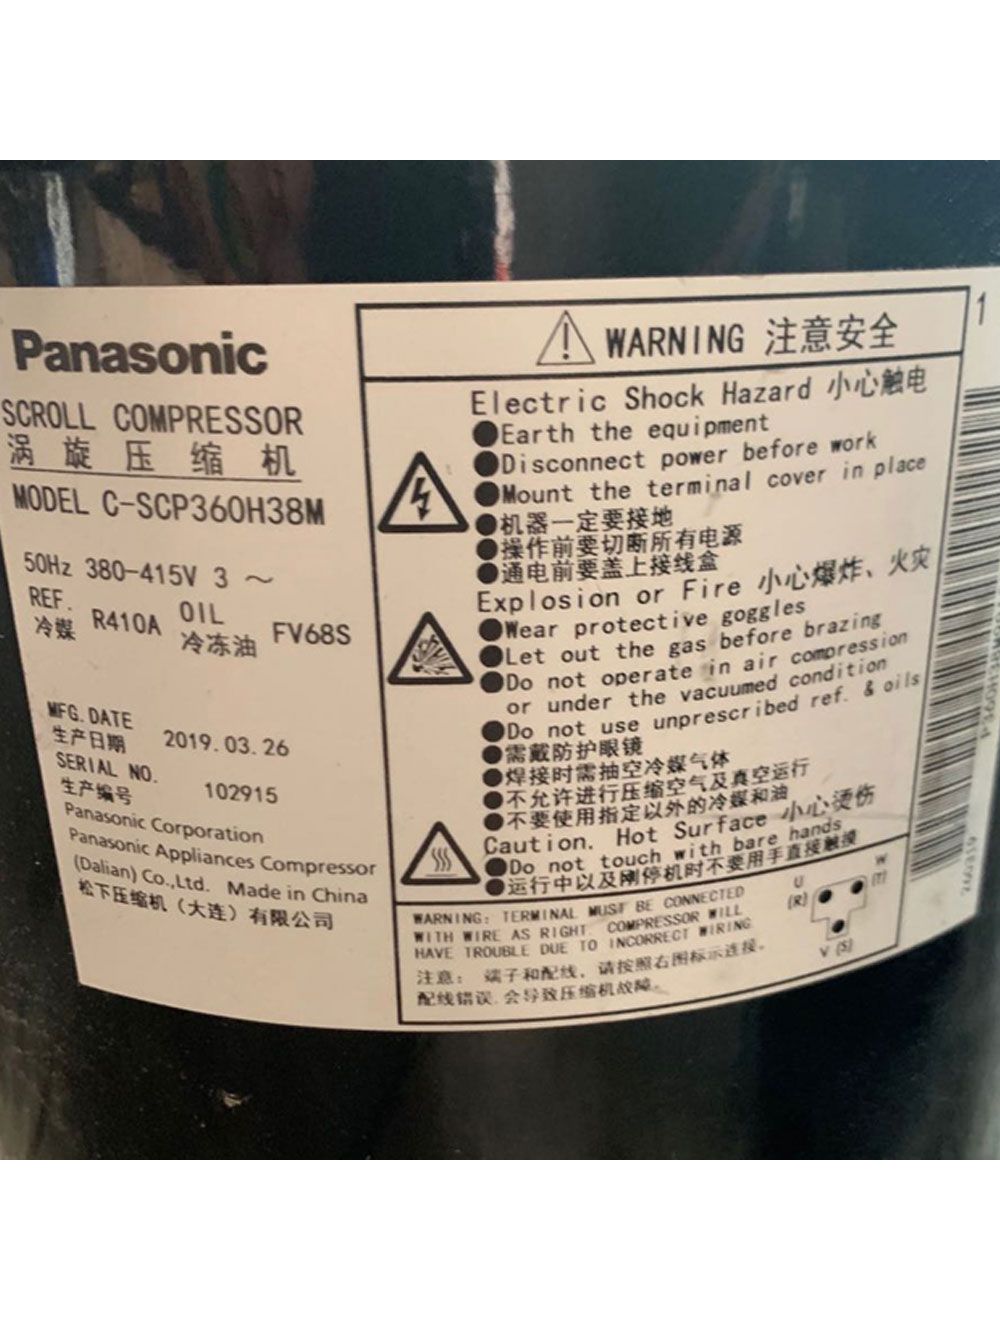 Panasonic
SCROLL COMPRESSOR
涡旋压缩机
MODEL C-SCP360H38M
50Hz 380-415V 3 ～
REF. R410A OIL FV68S
冷媒 冷冻油
MFG. DATE
生产日期 2019.03.26
SERIAL NO.
生产编号 102915
Panasonic Corporation
Panasonic Appliances Compressor
(Dalian) Co.,Ltd. Made in China
松下压缩机（大连）有限公司
WARNING 注意安全
Electric Shock Hazard 小心触电
●Earth the equipment
●Disconnect power before work
●Mount the terminal cover in place
●机器一定要接地
●操作前要切断所有电源
●通电前要盖上接线盒
Explosion or Fire 小心爆炸、火灾
●Wear protective goggles
●Let out the gas before brazing
●Do not operate in air compression
or under the vacuumed condition
●Do not use unprescribed ref. & oils
●需戴防护眼镜
●焊接时需抽空冷媒气体
●不允许进行压缩空气及真空运行
●不要使用指定以外的冷媒和油
Caution. Hot Surface 小心烫伤
●Do not touch with bare hands
●运行中以及刚停机时不要用手直接触摸
WARNING: TERMINAL MUST BE CONNECTED
WITH WIRE AS RIGHT. COMPRESSOR WILL
HAVE TROUBLE DUE TO INCORRECT WIRING.
注意： 端子和配线，请按照右图标示连接。
配线错误.会导致压缩机故障。
U
(R)
W
(T)
V (S)
1